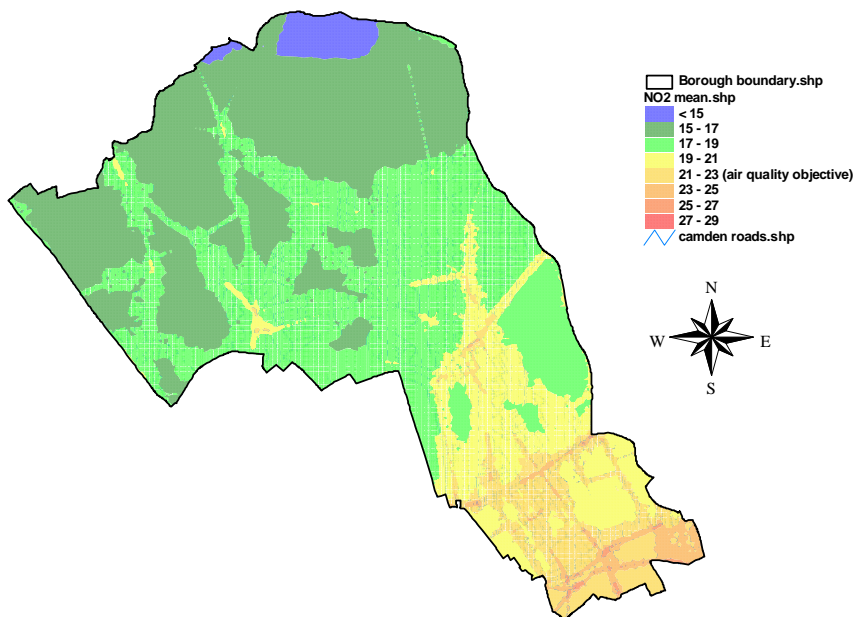 Borough boundary.shp
NO2 mean.shp
< 15
15 - 17
17 - 19
19 - 21
21 - 23 (air quality objective)
23 - 25
25 - 27
27 - 29
camden roads.shp
N
W E
S